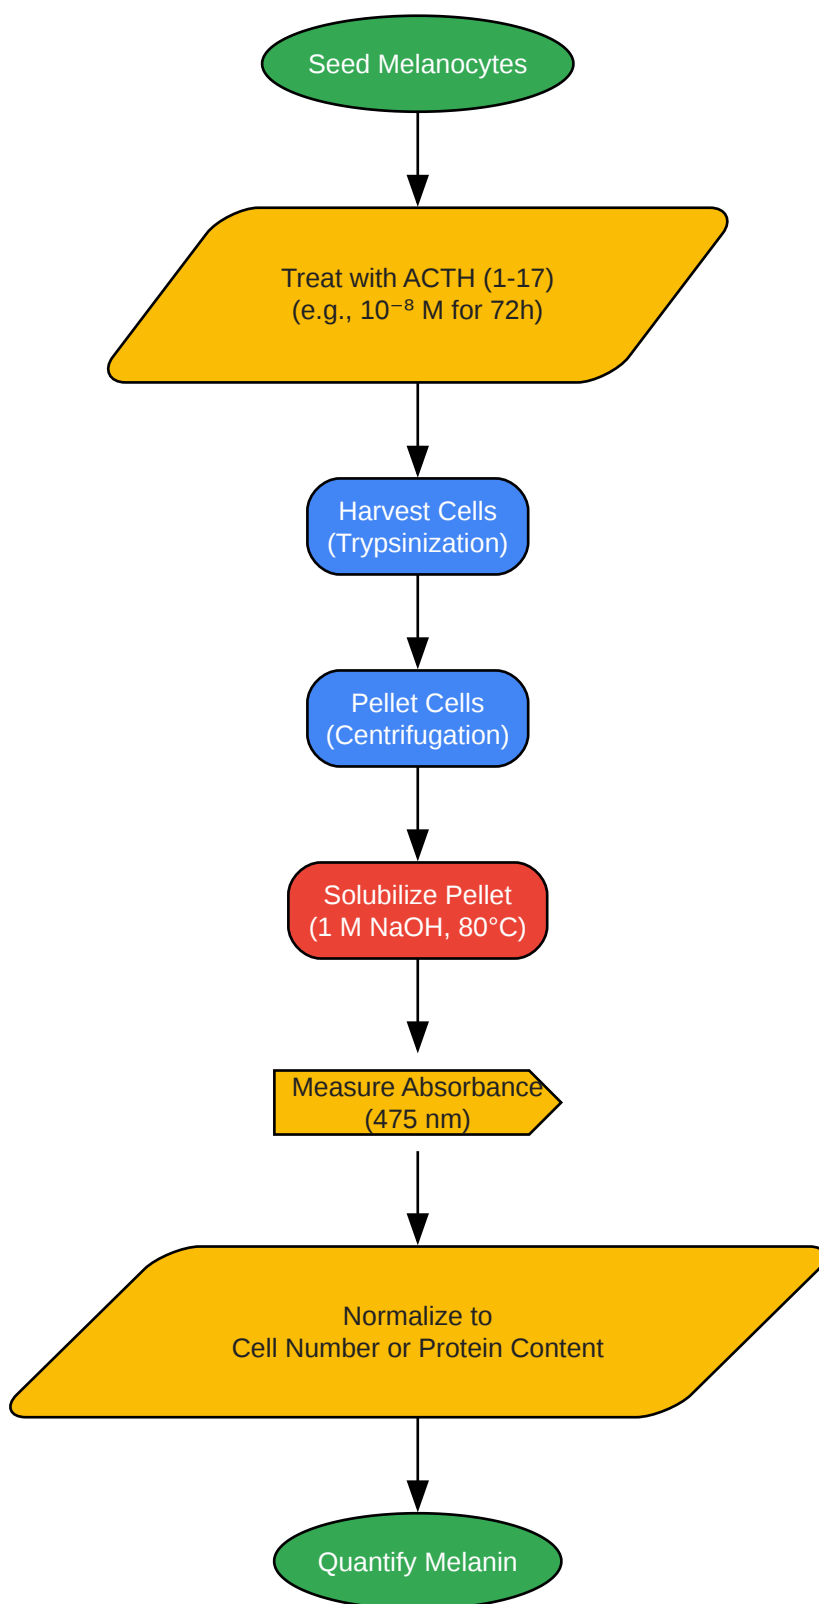 Seed Melanocytes
Treat with ACTH (1-17)
(e.g., 10⁻⁸ M for 72h)
Harvest Cells
(Trypsinization)
Pellet Cells
(Centrifugation)
Solubilize Pellet
(1 M NaOH, 80°C)
Measure Absorbance
(475 nm)
Normalize to
Cell Number or Protein Content
Quantify Melanin